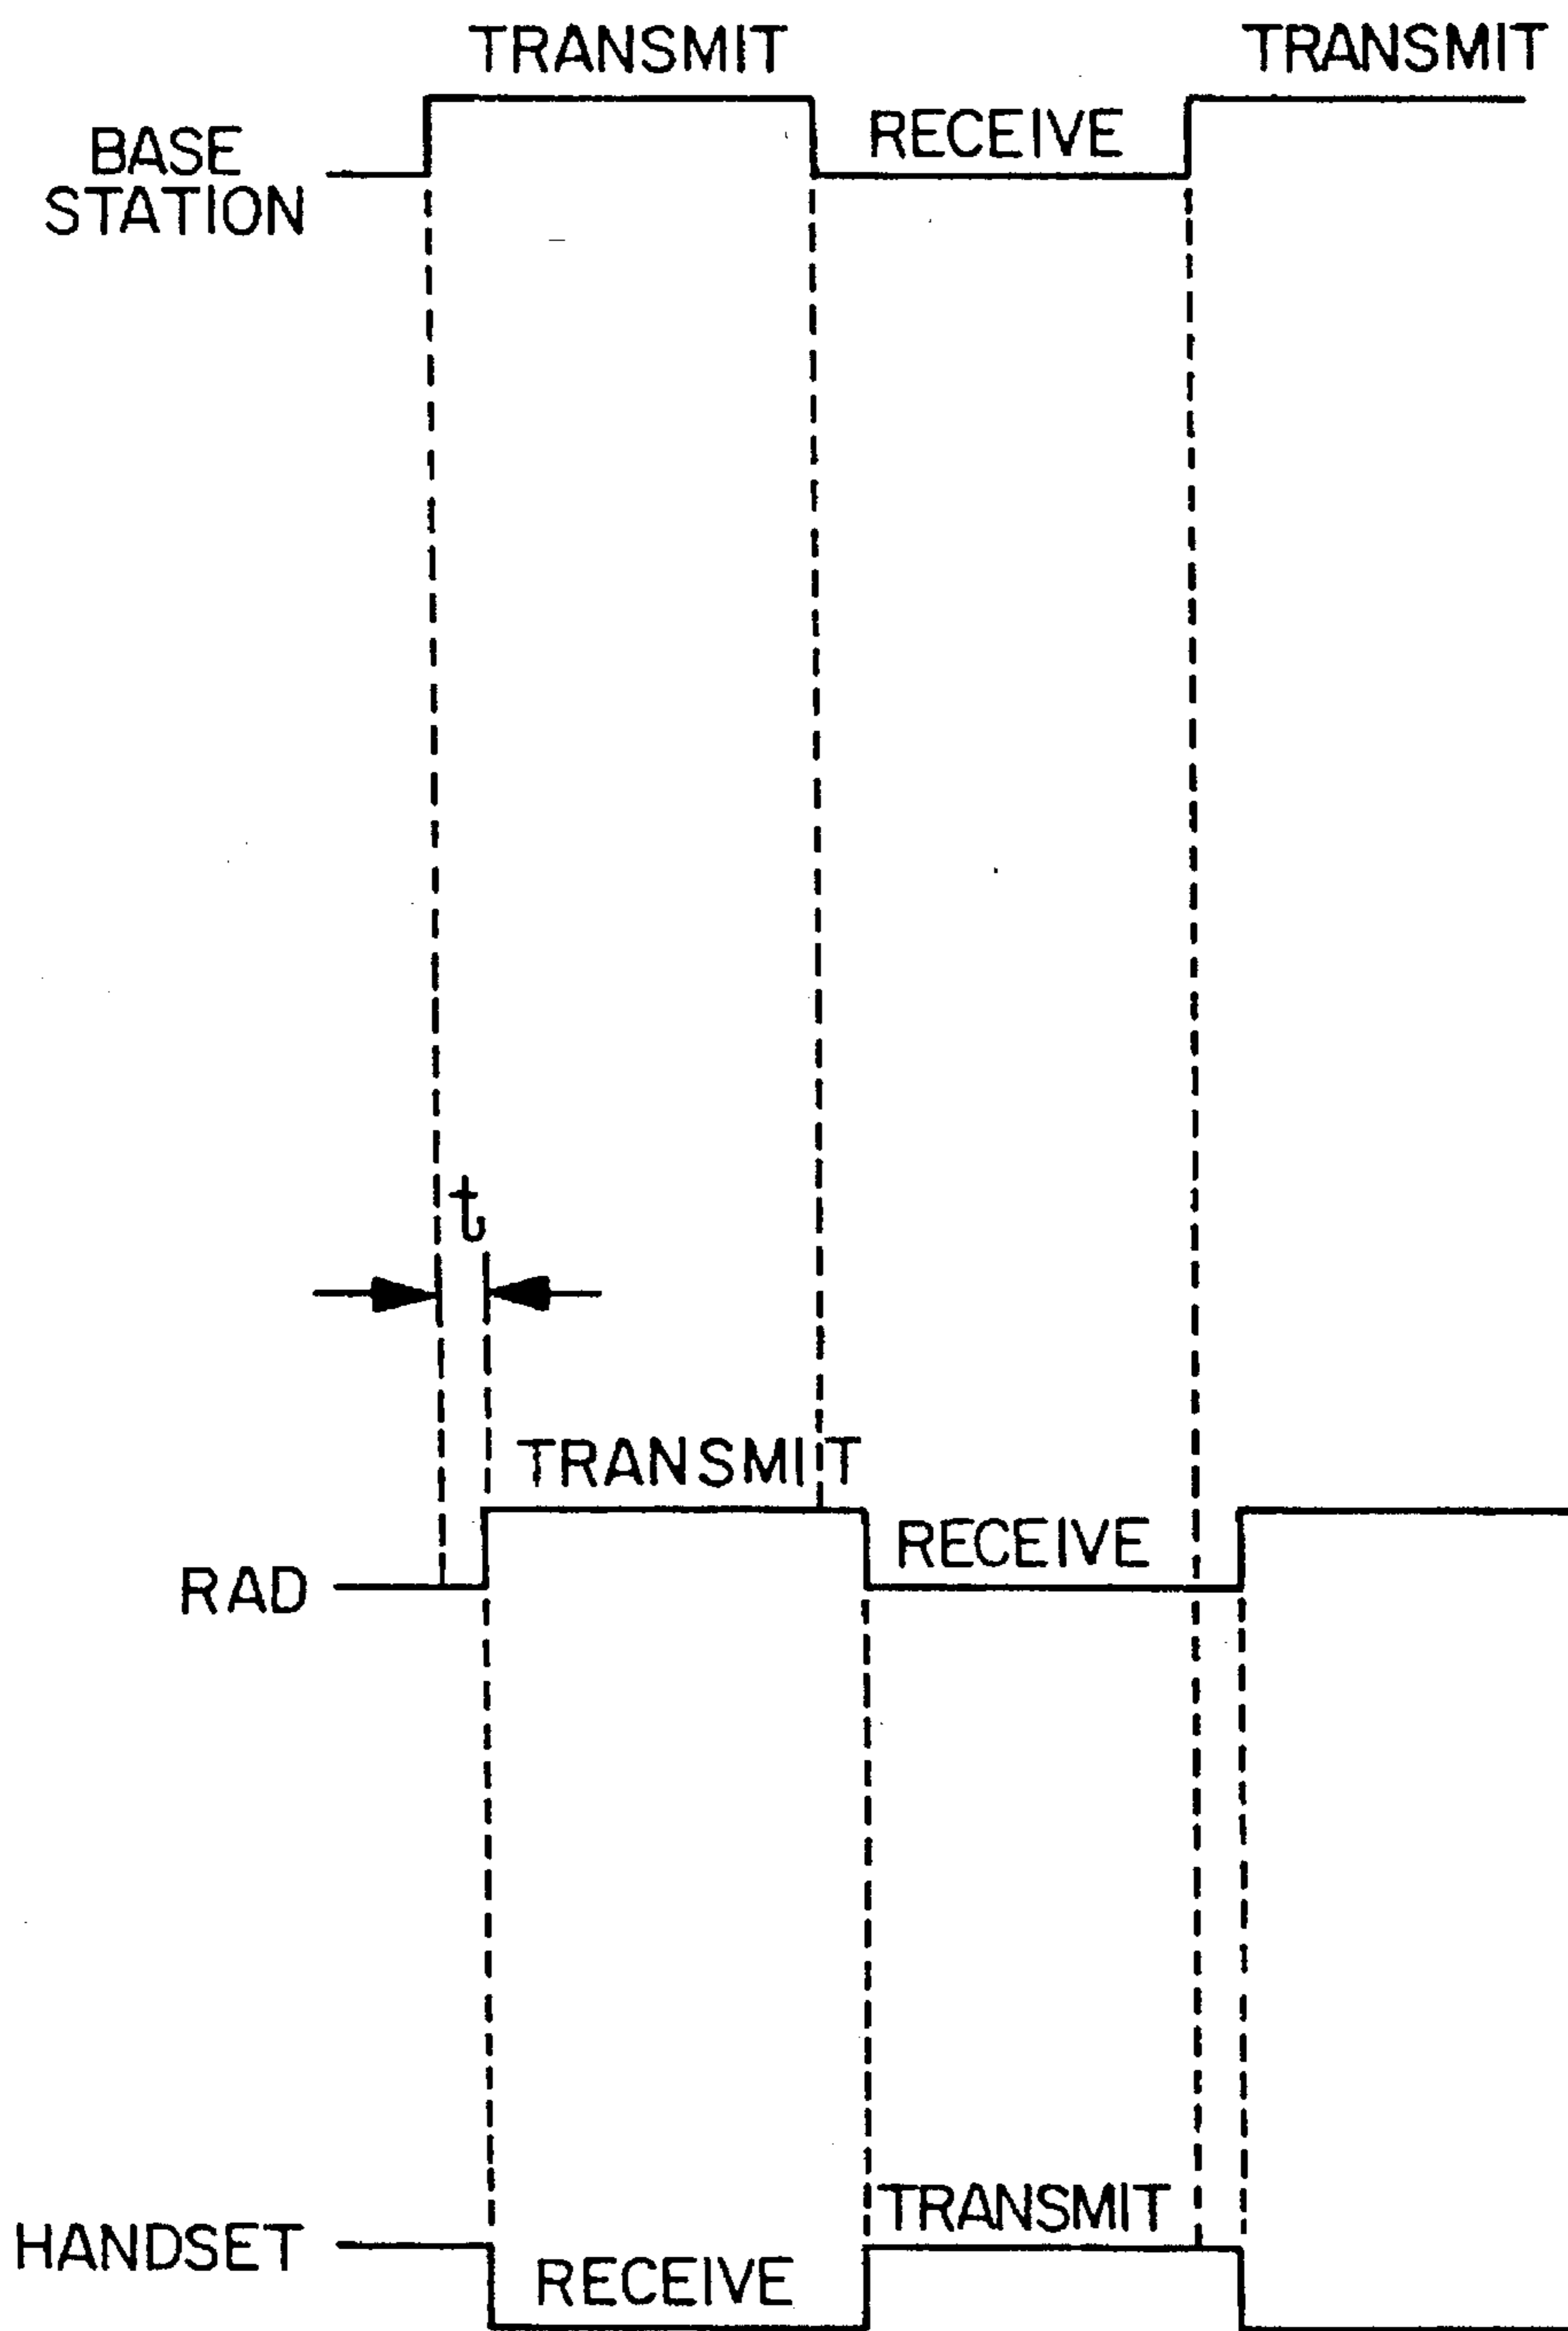 TRANSMIT TRANSMIT
RECEIVE
BASE
STATION
t
TRANSMIT
RECEIVE
RAD
TRANSMIT
HANDSET
RECEIVE